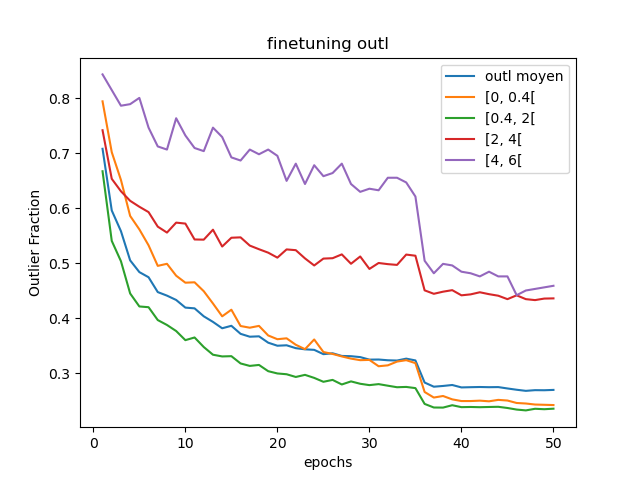 finetuning outl
outl moyen
[0, 0.4[
[0.4, 2[
[2, 4[
[4, 6[
Outlier Fraction
0.8
0.7
0.6
0.5
0.4
0.3
0 10 20 30 40 50
epochs